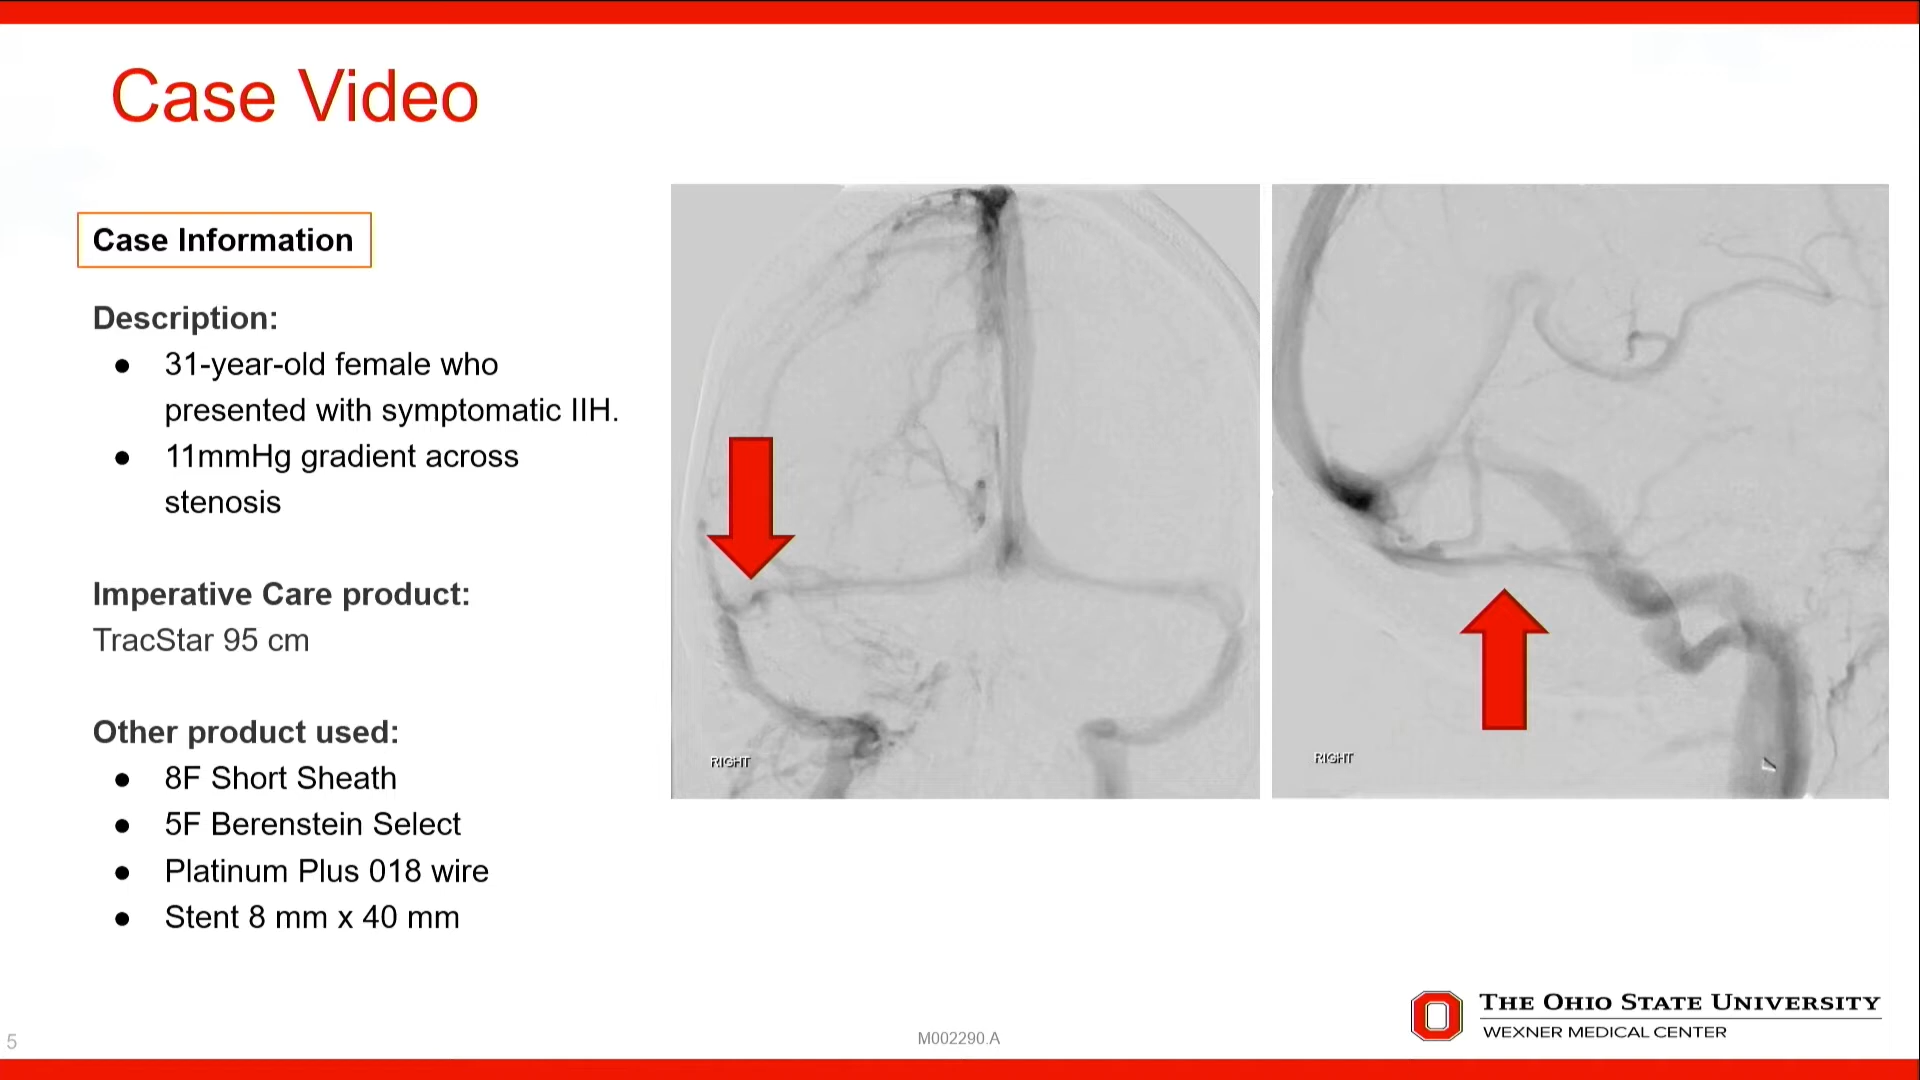 Case Video
Case Information
Description:
● 31-year-old female who
presented with symptomatic IIH.
● 11mmHg gradient across
stenosis
Imperative Care product:
TracStar 95 cm
Other product used:
● 8F Short Sheath
● 5F Berenstein Select
● Platinum Plus 018 wire
● Stent 8 mm x 40 mm
RIGHT
RIGHT
5
M002290.A
THE OHIO STATE UNIVERSITY
WEXNER MEDICAL CENTER